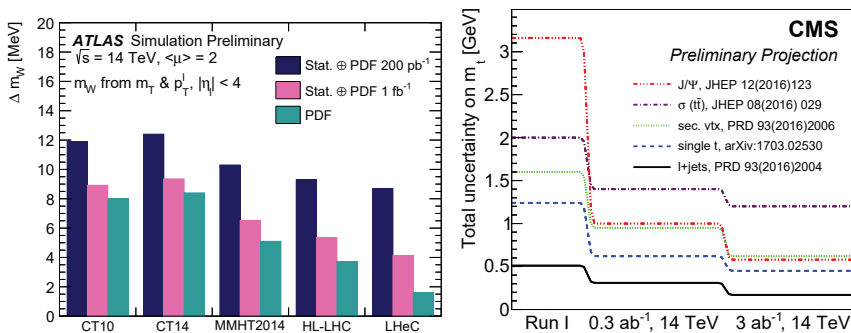 ATLAS Simulation Preliminary
√s = 14 TeV, <μ> = 2
m_W from m_T & p_T^l, |η_l| < 4
Stat. ⊕ PDF 200 pb⁻¹
Stat. ⊕ PDF 1 fb⁻¹
PDF
Δ m_W [MeV]
20
18
16
14
12
10
8
6
4
2
0
CT10 CT14 MMHT2014 HL-LHC LHeC
CMS
Preliminary Projection
J/Ψ, JHEP 12(2016)123
σ (tt̄), JHEP 08(2016) 029
sec. vtx, PRD 93(2016)2006
single t, arXiv:1703.02530
l+jets, PRD 93(2016)2004
Total uncertainty on m_t [GeV]
3
2.5
2
1.5
1
0.5
0
Run I 0.3 ab⁻¹, 14 TeV 3 ab⁻¹, 14 TeV